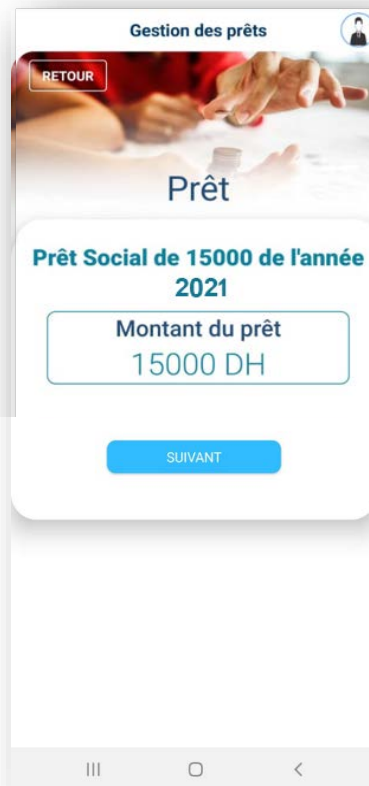 Gestion des prêts
RETOUR
Prêt
Prêt Social de 15000 de l'année
2021
Montant du prêt
15000 DH
SUIVANT